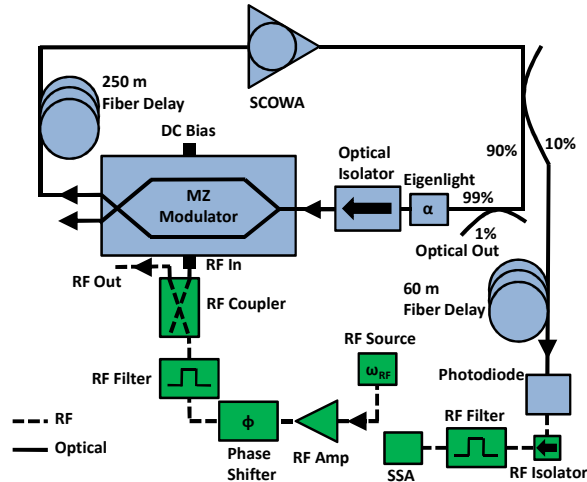 250 m
Fiber Delay
SCOWA
DC Bias
10%
90%
Optical
Isolator
Eigenlight
α
99%
1%
Optical Out
MZ
Modulator
RF In
RF Out
RF Coupler
60 m
Fiber Delay
RF Source
ωRF
RF Filter
Photodiode
RF
Optical
ϕ
Phase
Shifter
RF Amp
RF Filter
SSA
RF Isolator